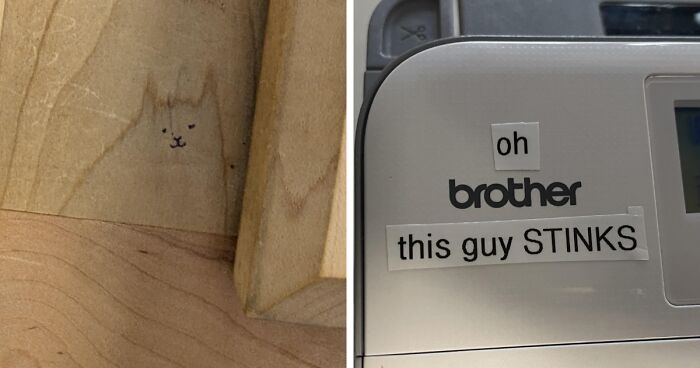 oh
brother
this guy STINKS